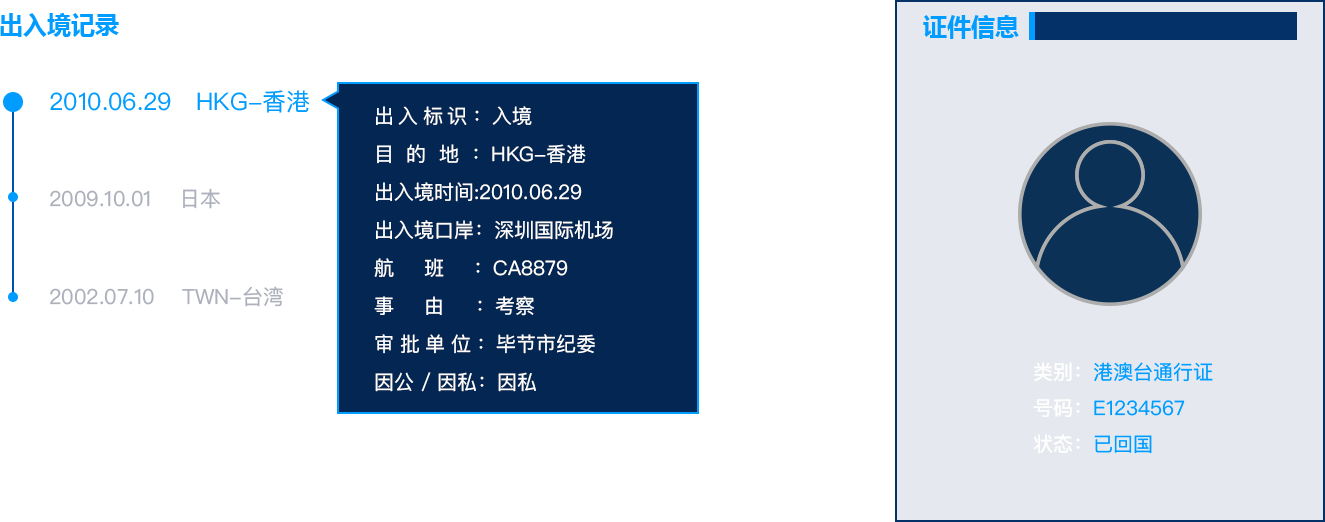 出入境记录
2010.06.29 HKG-香港
2009.10.01 日本
2002.07.10 TWN-台湾
出入标识：入境
目的地：HKG-香港
出入境时间:2010.06.29
出入境口岸：深圳国际机场
航班：CA8879
事由：考察
审批单位：毕节市纪委
因公 / 因私：因私
证件信息
类别：港澳台通行证
号码：E1234567
状态：已回国